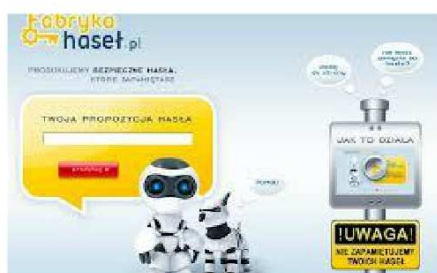 Fabryka
haseł.pl
PRODUKUJEMY BEZPIECZNE HASŁA,
KTÓRE ZAPAMIĘTASZ
TWOJA PROPOZYCJA HASŁA
JAK TO DZIAŁA
!UWAGA!
NIE ZAPAMIĘTUJEMY
TWOICH HASEŁ